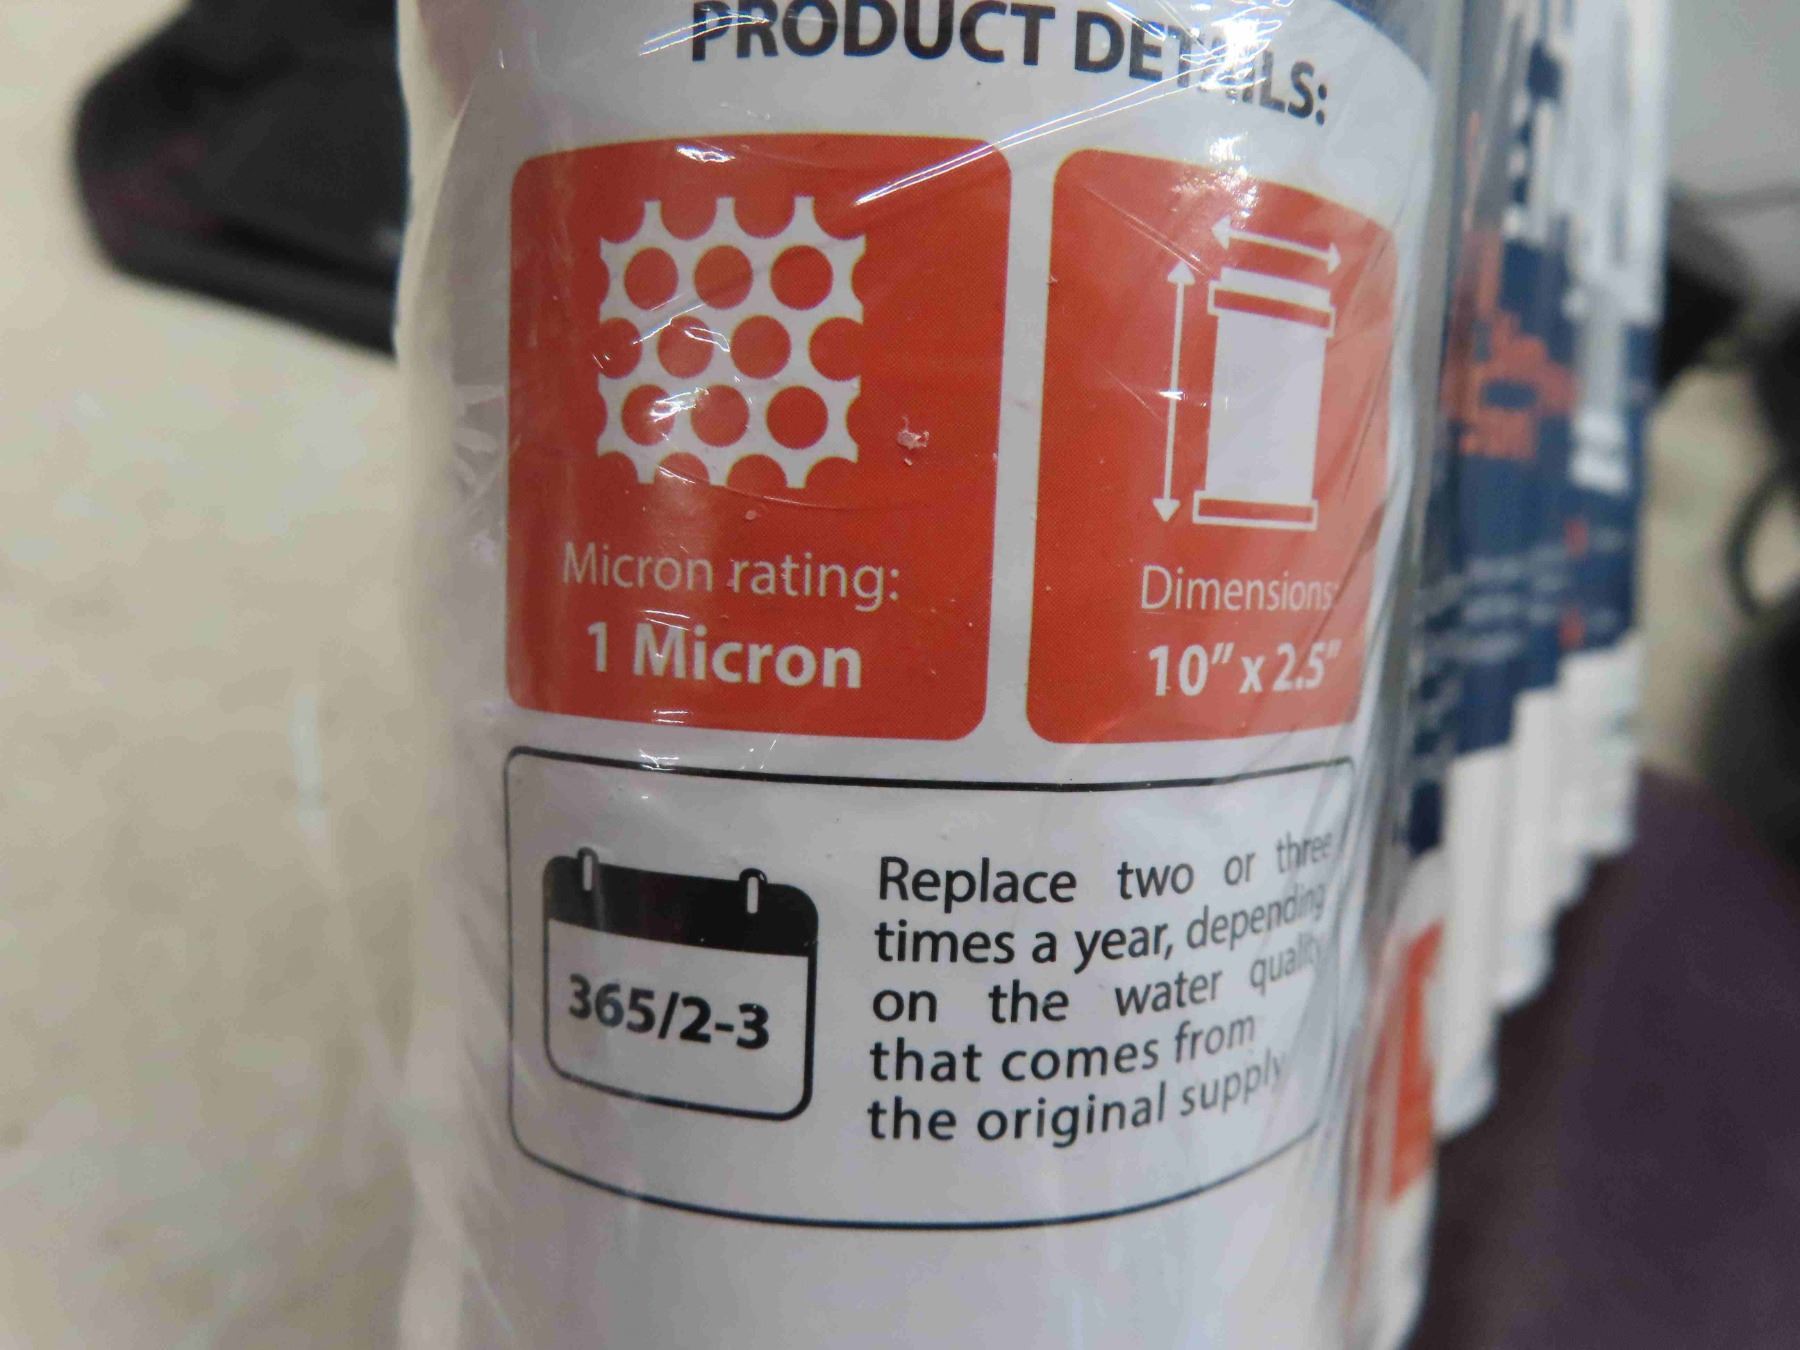 PRODUCT DETAILS:
Micron rating:
1 Micron
Dimensions:
10" x 2.5"
365/2-3
Replace two or three
times a year, depending
on the water quality
that comes from
the original supply